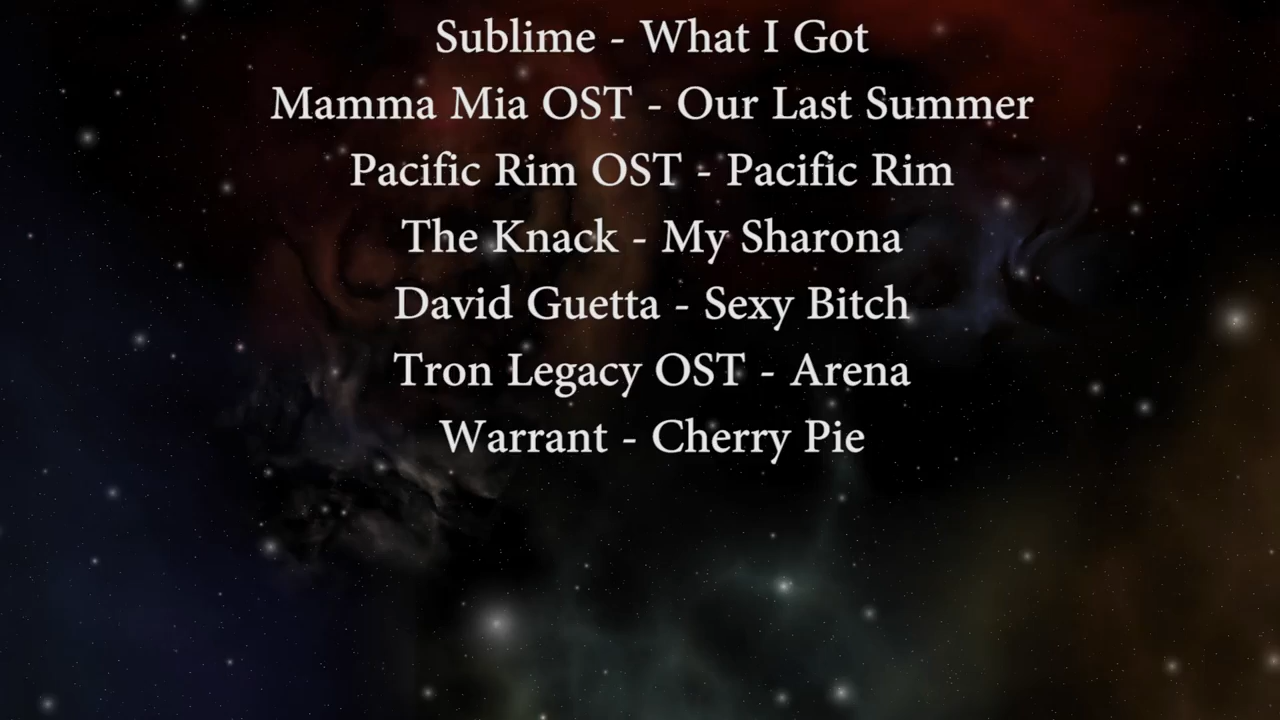 Sublime - What I Got
Mamma Mia OST - Our Last Summer
Pacific Rim OST - Pacific Rim
The Knack - My Sharona
David Guetta - Sexy Bitch
Tron Legacy OST - Arena
Warrant - Cherry Pie